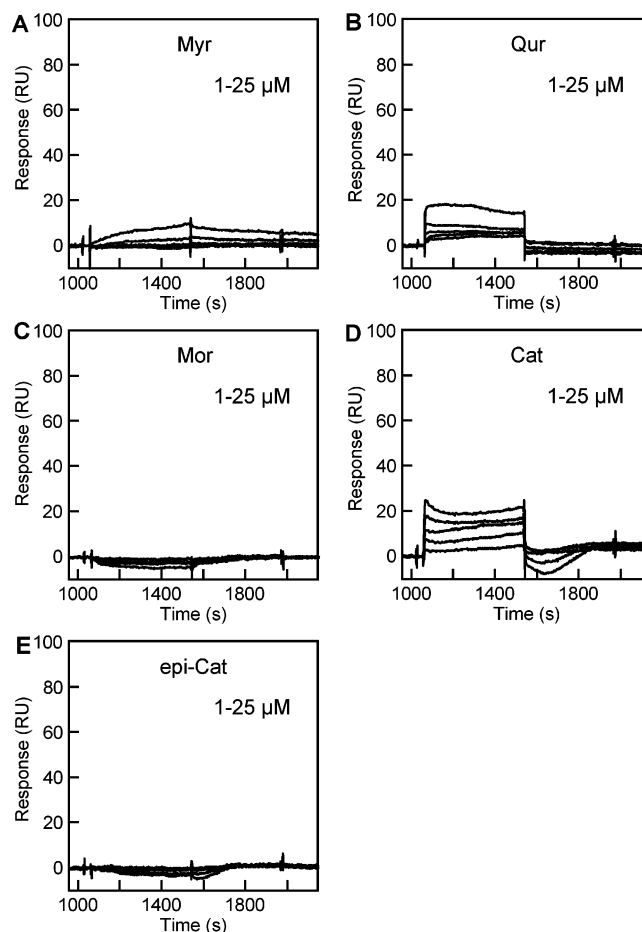 A
Myr
1-25 µM
Response (RU)
100
80
60
40
20
0
1000 1400 1800
Time (s)
B
Qur
1-25 µM
Response (RU)
100
80
60
40
20
0
1000 1400 1800
Time (s)
C
Mor
1-25 µM
Response (RU)
100
80
60
40
20
0
1000 1400 1800
Time (s)
D
Cat
1-25 µM
Response (RU)
100
80
60
40
20
0
1000 1400 1800
Time (s)
E
epi-Cat
1-25 µM
Response (RU)
100
80
60
40
20
0
1000 1400 1800
Time (s)